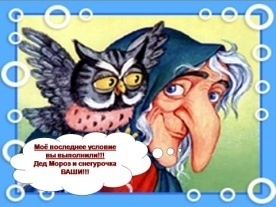 Моё последнее условие
вы выполнили!!!
Дед Мороз и снегурочка
ВАШИ!!!